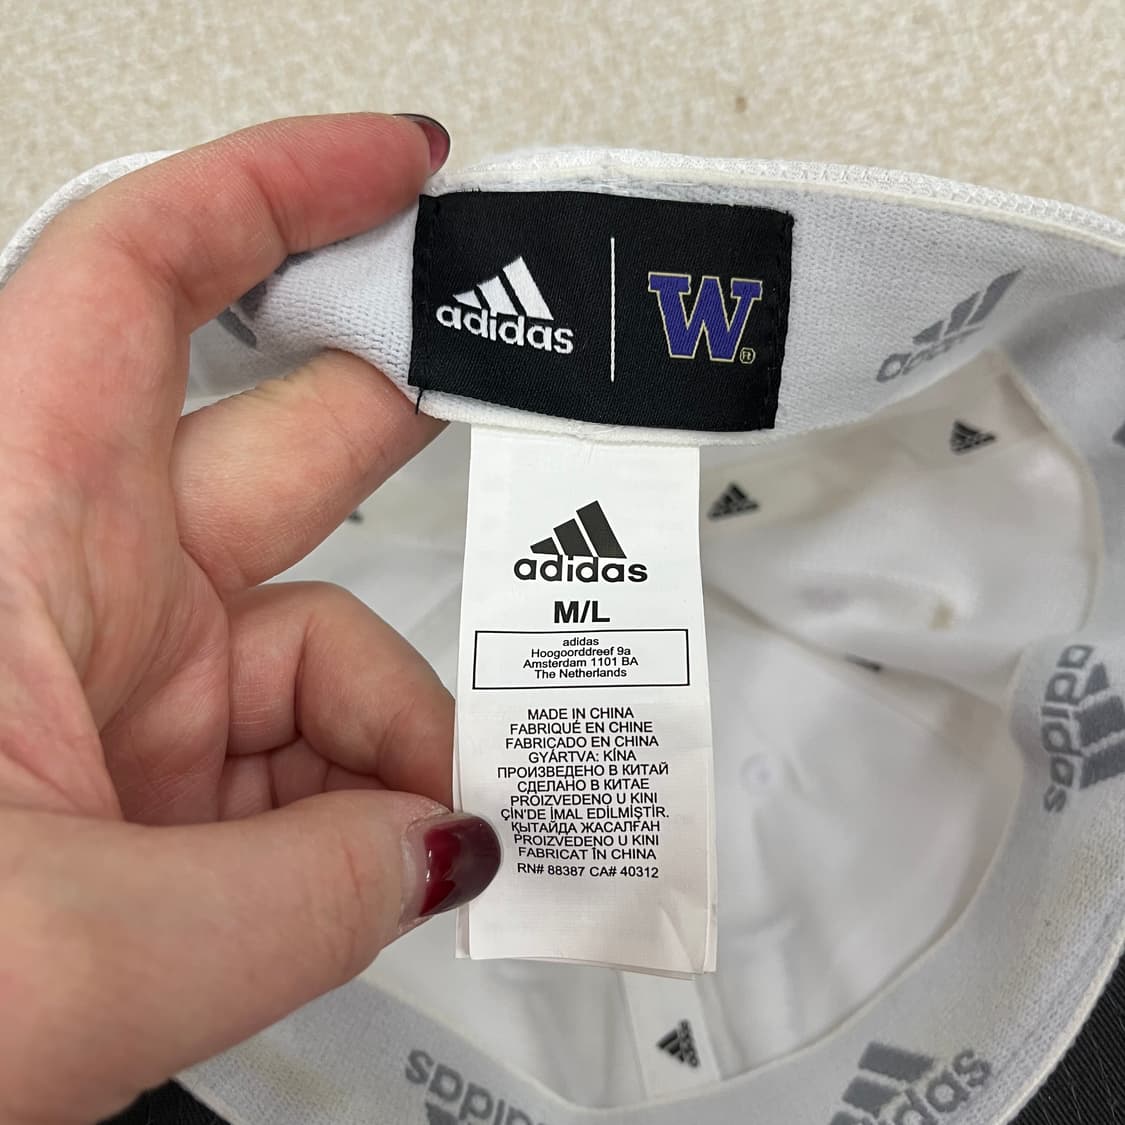 adidas
W
adidas
adidas
M/L
adidas
Hoogoorddreef 9a
Amsterdam 1101 BA
The Netherlands
MADE IN CHINA
FABRIQUÉ EN CHINE
FABRICADO EN CHINA
GYÁRTVA: KÍNA
ПРОИЗВЕДЕНО В КИТАЙ
СДЕЛАНО В КИТАЕ
PROIZVEDENO U KINI
ÇIN'DE İMAL EDİLMİŞTİR.
ҚЫТАЙДА ЖАСАЛҒАН
PROIZVEDENO U KINI
FABRICAT ÎN CHINA
RN# 88387 CA# 40312
adidas
adidas
adidas